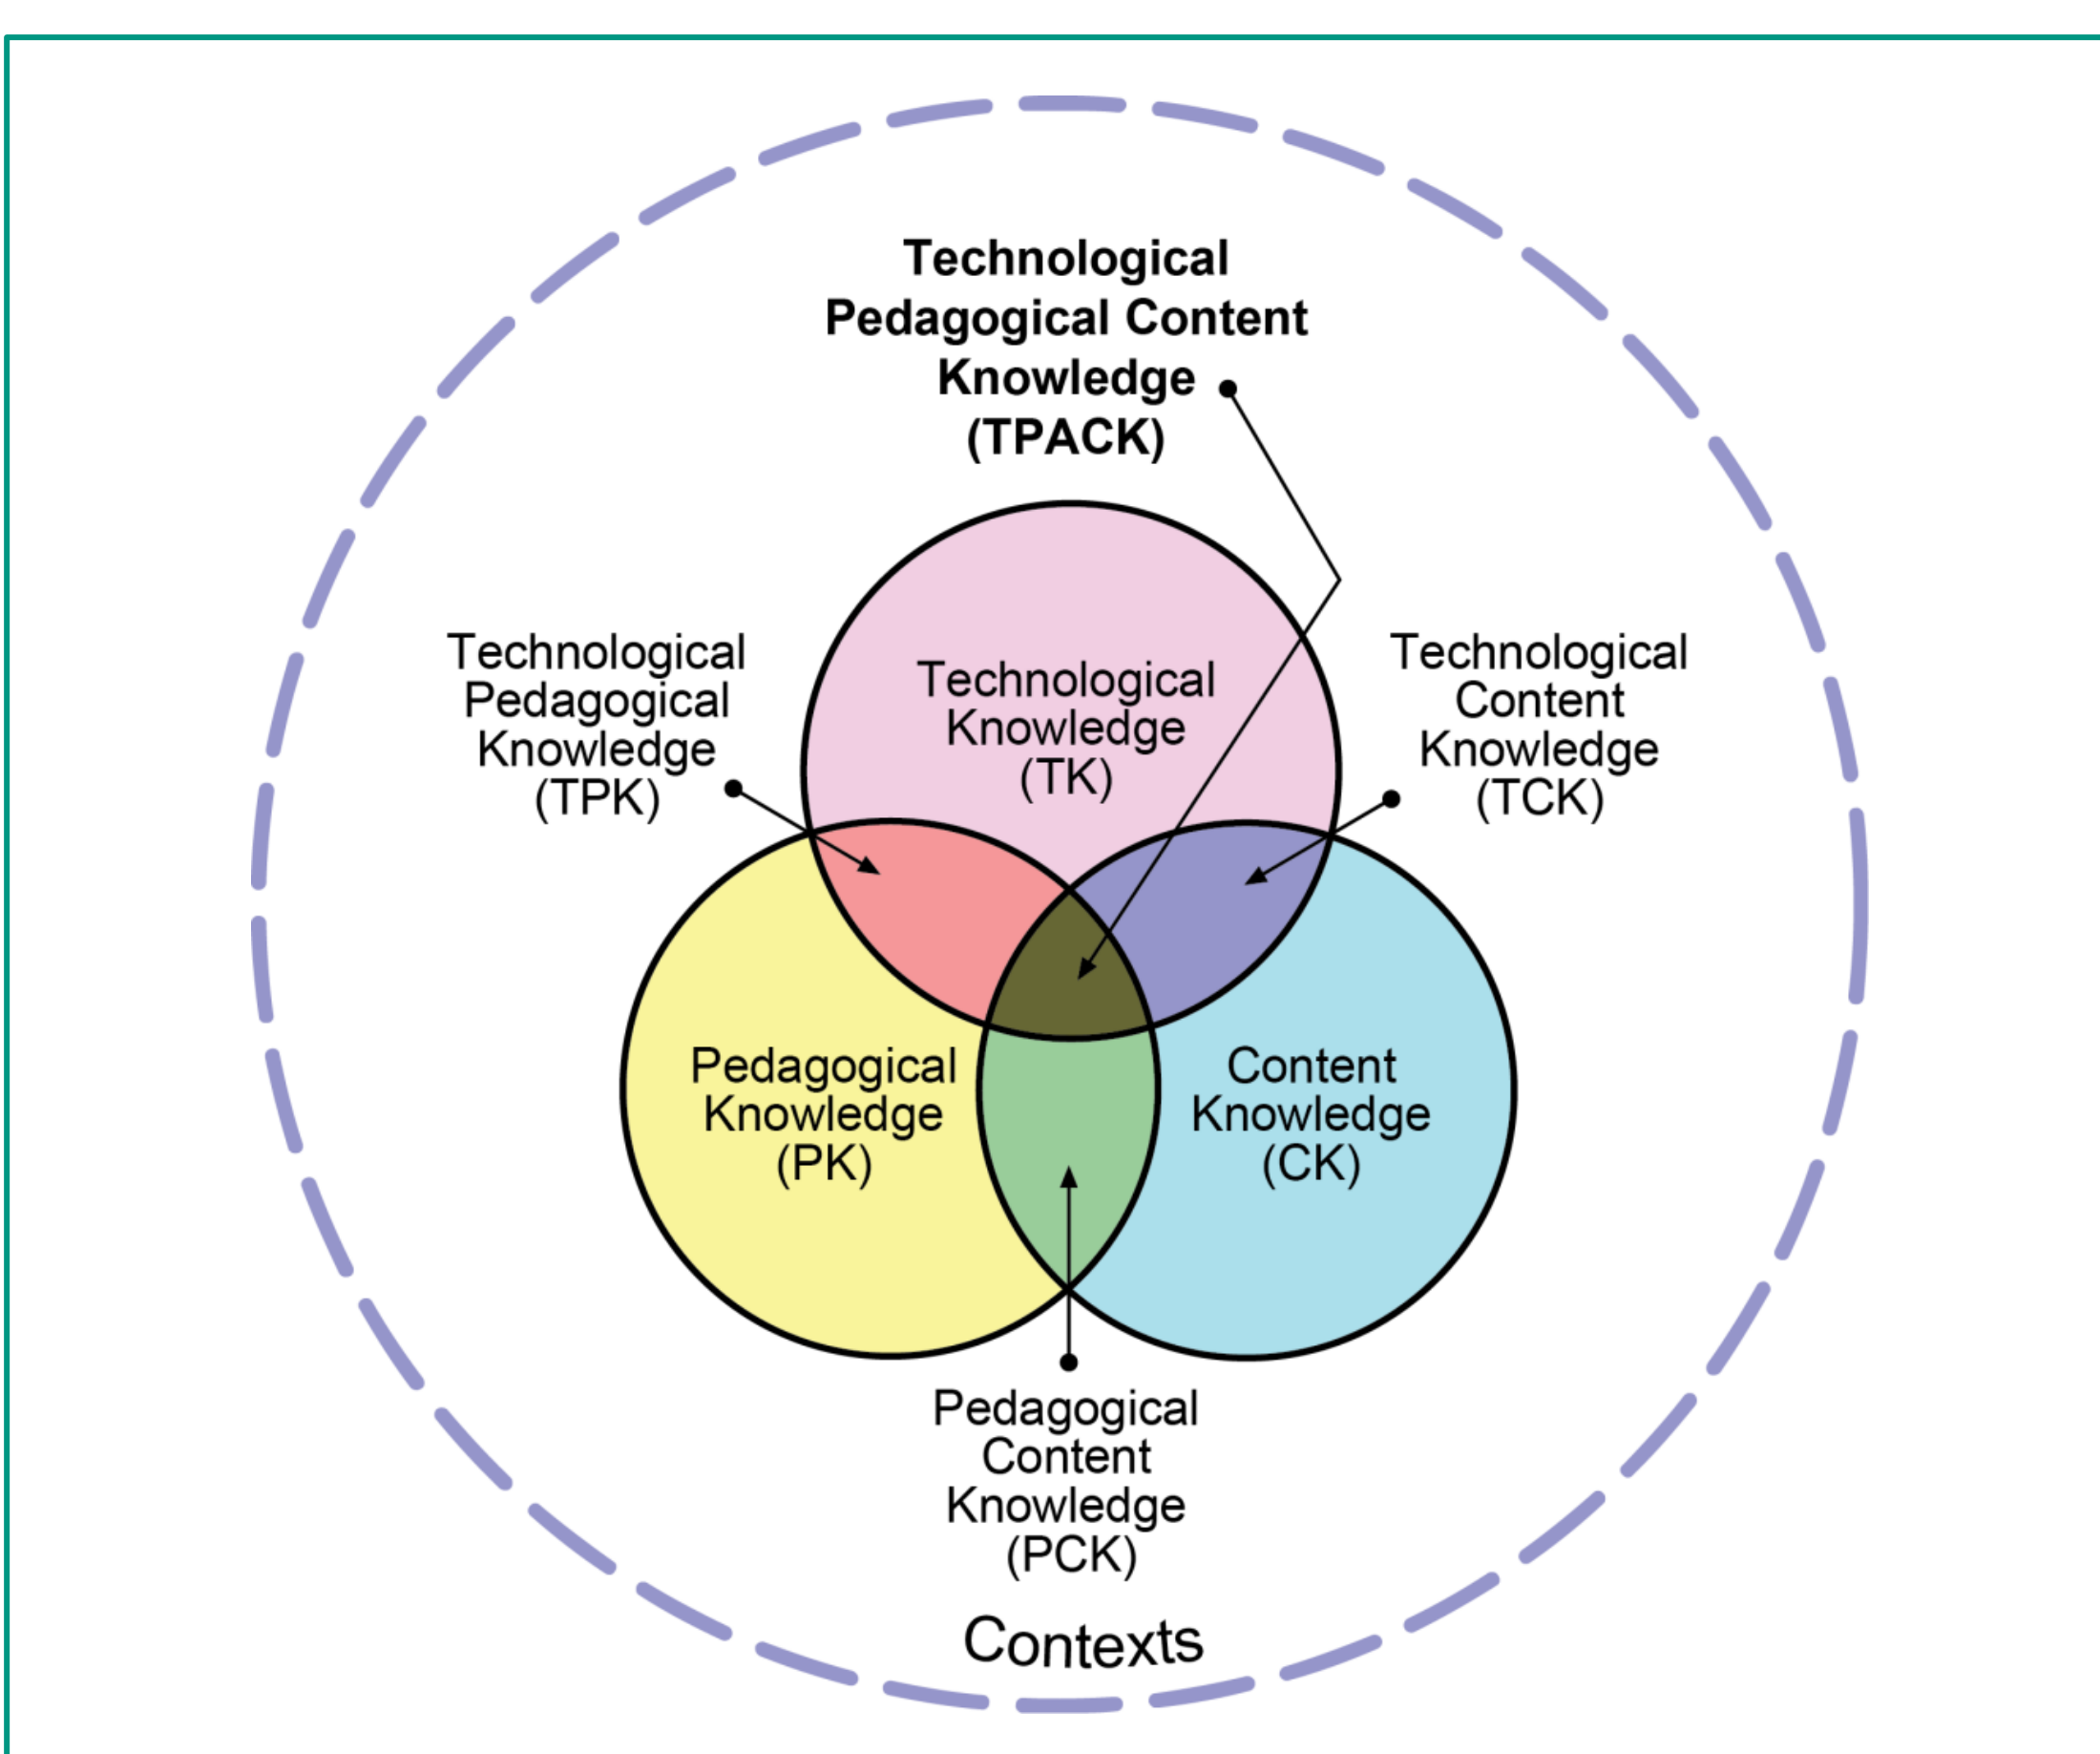 Technological
Pedagogical Content
Knowledge
(TPACK)
Technological
Pedagogical
Knowledge
(TPK)
Technological
Knowledge
(TK)
Technological
Content
Knowledge
(TCK)
Pedagogical
Knowledge
(PK)
Content
Knowledge
(CK)
Pedagogical
Content
Knowledge
(PCK)
Contexts